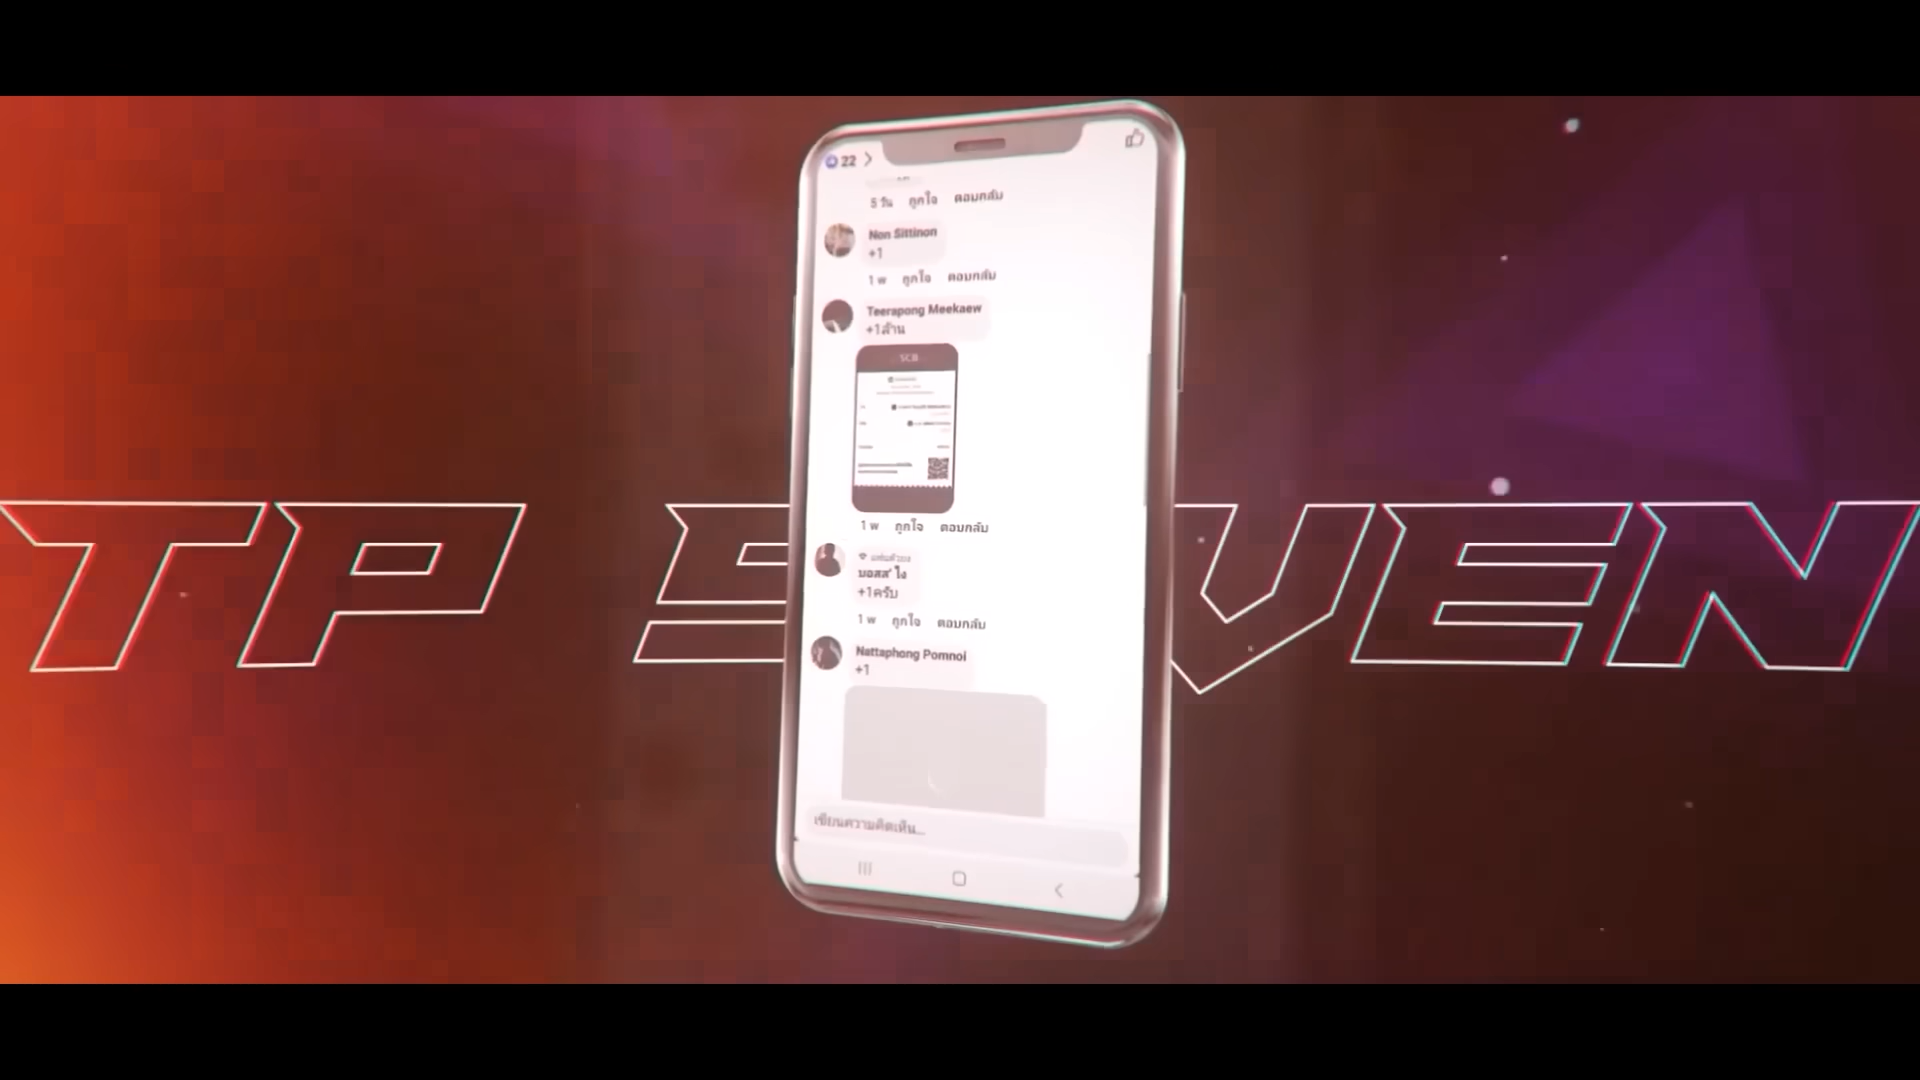 22
5 วัน ถูกใจ ตอบกลับ
Non Sittinon
+1
1 w ถูกใจ ตอบกลับ
Teerapong Meekaew
+1ล้าน
SCB
1 w ถูกใจ ตอบกลับ
TP SEVEN
บอสส' ไง
+1ครับ
1 w ถูกใจ ตอบกลับ
Nattaphong Pomnoi
+1
เขียนความคิดเห็น...